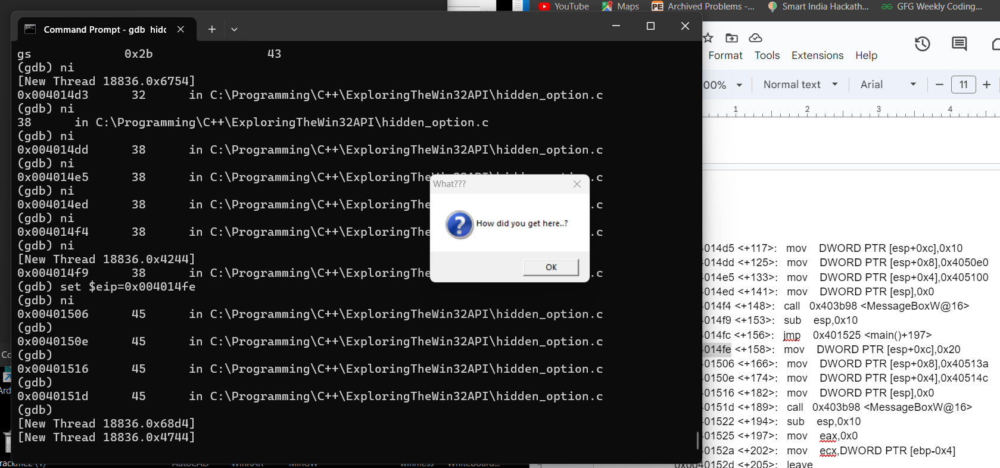 YouTube Maps PE Archived Problems -... Smart India Hackath... GFG Weekly Coding...
Command Prompt - gdb hidd
Format Tools Extensions Help
00% Normal text Arial 11
1 2 3 4
gs 0x2b 43
(gdb) ni
[New Thread 18836.0x6754]
0x004014d3 32 in C:\Programming\C++\ExploringTheWin32API\hidden_option.c
(gdb) ni
38 in C:\Programming\C++\ExploringTheWin32API\hidden_option.c
(gdb) ni
0x004014dd 38 in C:\Programming\C++\ExploringTheWin32API\hidden_option.c
(gdb) ni
0x004014e5 38 in C:\Programming\C++\ExploringTheW .c
(gdb) ni
0x004014ed 38 in C:\Programming\C++\ExploringThe .c
(gdb) ni
0x004014f4 38 in C:\Programming\C++\ExploringThe .c
(gdb) ni
[New Thread 18836.0x4244]
0x004014f9 38 in C:\Programming\C++\ExploringThe .c
(gdb) set $eip=0x004014fe
(gdb) ni
0x00401506 45 in C:\Programming\C++\ExploringTheWin32API\hidden_option.c
(gdb)
0x0040150e 45 in C:\Programming\C++\ExploringTheWin32API\hidden_option.c
(gdb)
0x00401516 45 in C:\Programming\C++\ExploringTheWin32API\hidden_option.c
(gdb)
0x0040151d 45 in C:\Programming\C++\ExploringTheWin32API\hidden_option.c
(gdb)
[New Thread 18836.0x68d4]
[New Thread 18836.0x4744]
What???
How did you get here..?
OK
014d5 <+117>: mov DWORD PTR [esp+0xc],0x10
014dd <+125>: mov DWORD PTR [esp+0x8],0x4050e0
014e5 <+133>: mov DWORD PTR [esp+0x4],0x405100
014ed <+141>: mov DWORD PTR [esp],0x0
014f4 <+148>: call 0x403b98 <MessageBoxW@16>
014f9 <+153>: sub esp,0x10
014fc <+156>: jmp 0x401525 <main()+197>
014fe <+158>: mov DWORD PTR [esp+0xc],0x20
01506 <+166>: mov DWORD PTR [esp+0x8],0x40513a
0150e <+174>: mov DWORD PTR [esp+0x4],0x40514c
01516 <+182>: mov DWORD PTR [esp],0x0
0151d <+189>: call 0x403b98 <MessageBoxW@16>
01522 <+194>: sub esp,0x10
01525 <+197>: mov eax,0x0
0152a <+202>: mov ecx,DWORD PTR [ebp-0x4]
0x0040152d <+205>: leave
Co
Ard
rackme2 (1) AutoCAD WinRAR MinGW winmess Whiteboard...